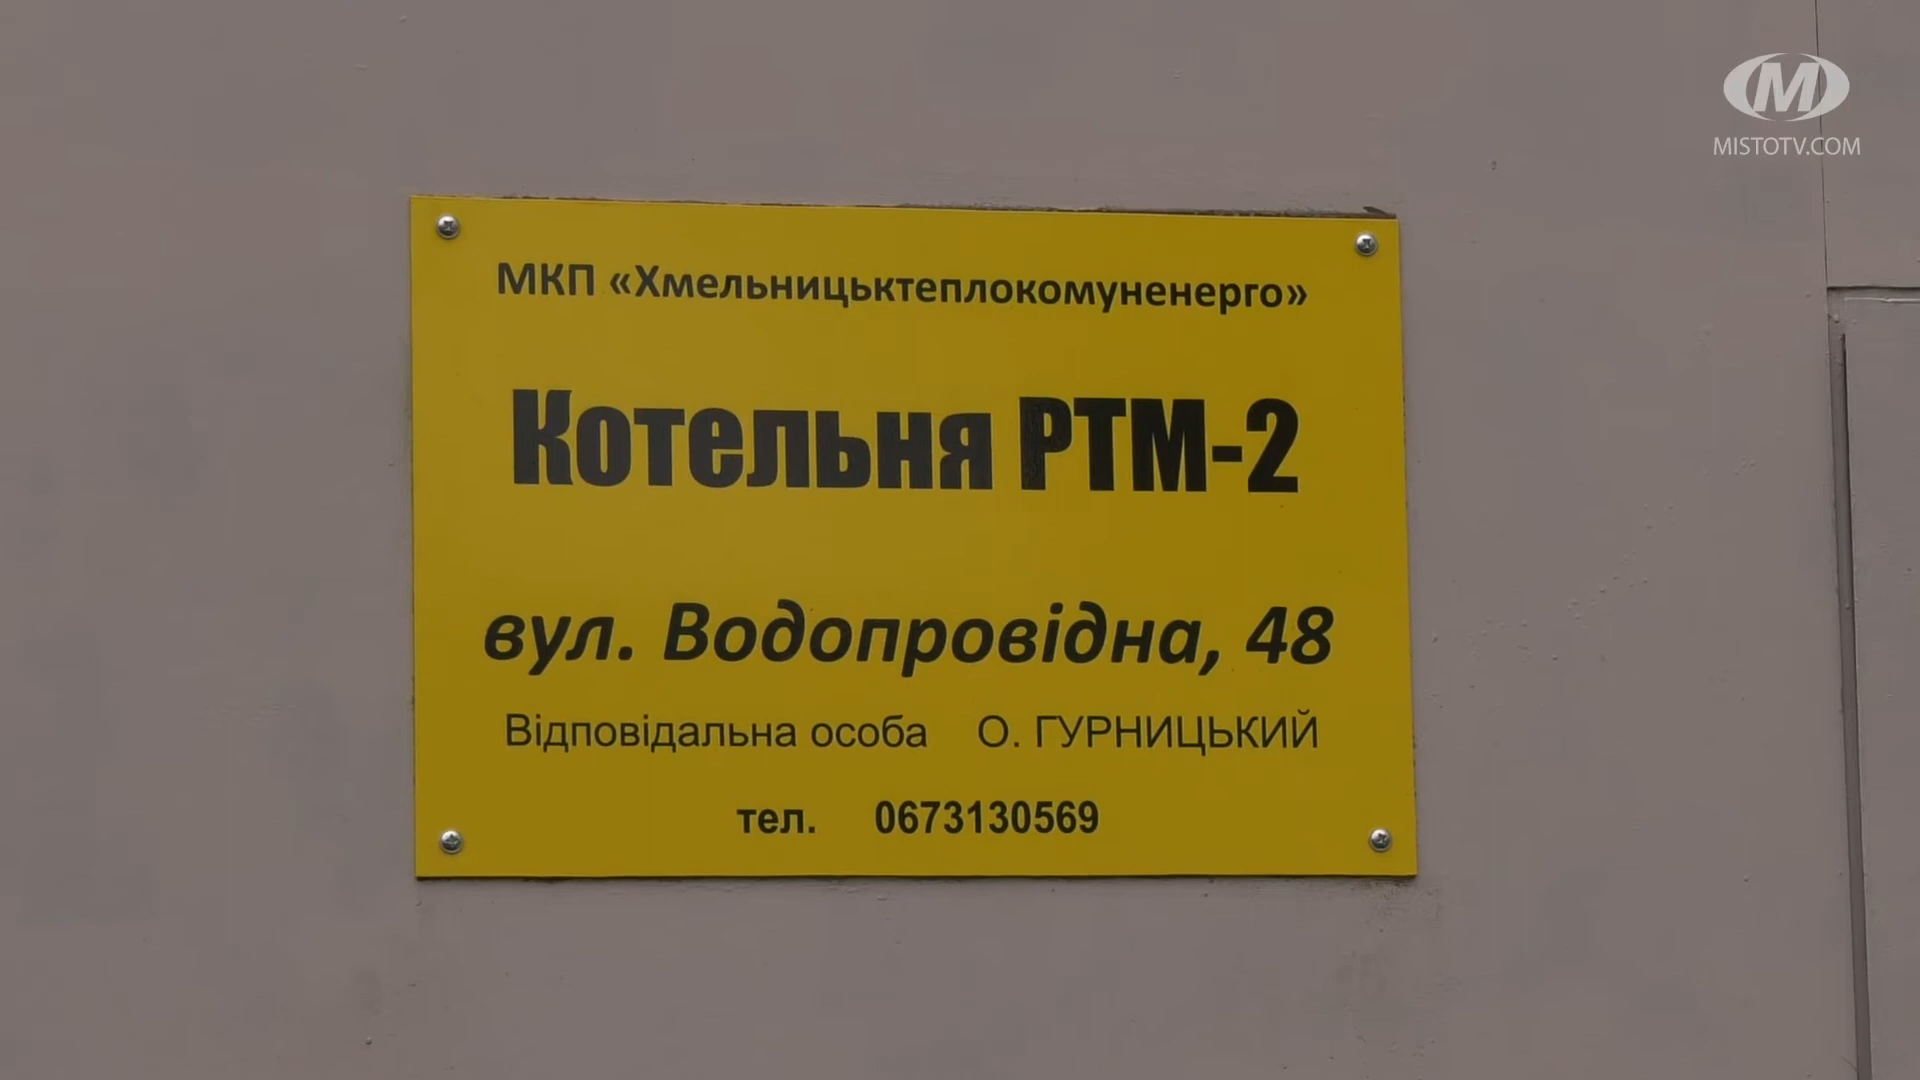 M
MISTOTV.COM
МКП «Хмельницьктеплокомуненерго»
Котельня РТМ-2
вул. Водопровідна, 48
Відповідальна особа О. ГУРНИЦЬКИЙ
тел. 0673130569